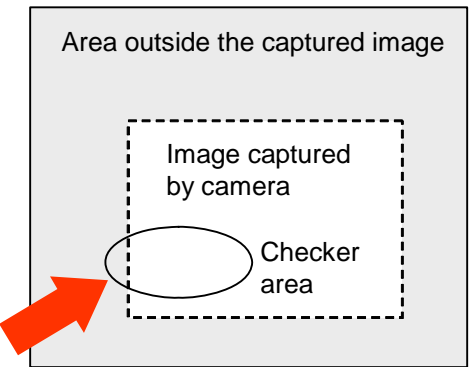 Area outside the captured image
Image captured
by camera
Checker
area